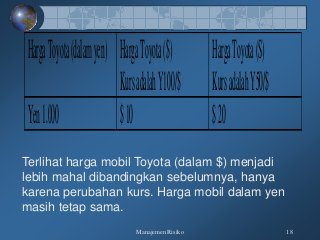 Harga Toyota (dalam yen) Harga Toyota ($) Harga Toyota ($)
Kurs adalah Y100/$ Kurs adalah Y50/$
Yen 1.000 $ 10 $ 20
Terlihat harga mobil Toyota (dalam $) menjadi
lebih mahal dibandingkan sebelumnya, hanya
karena perubahan kurs. Harga mobil dalam yen
masih tetap sama.
Manajemen Risiko 18